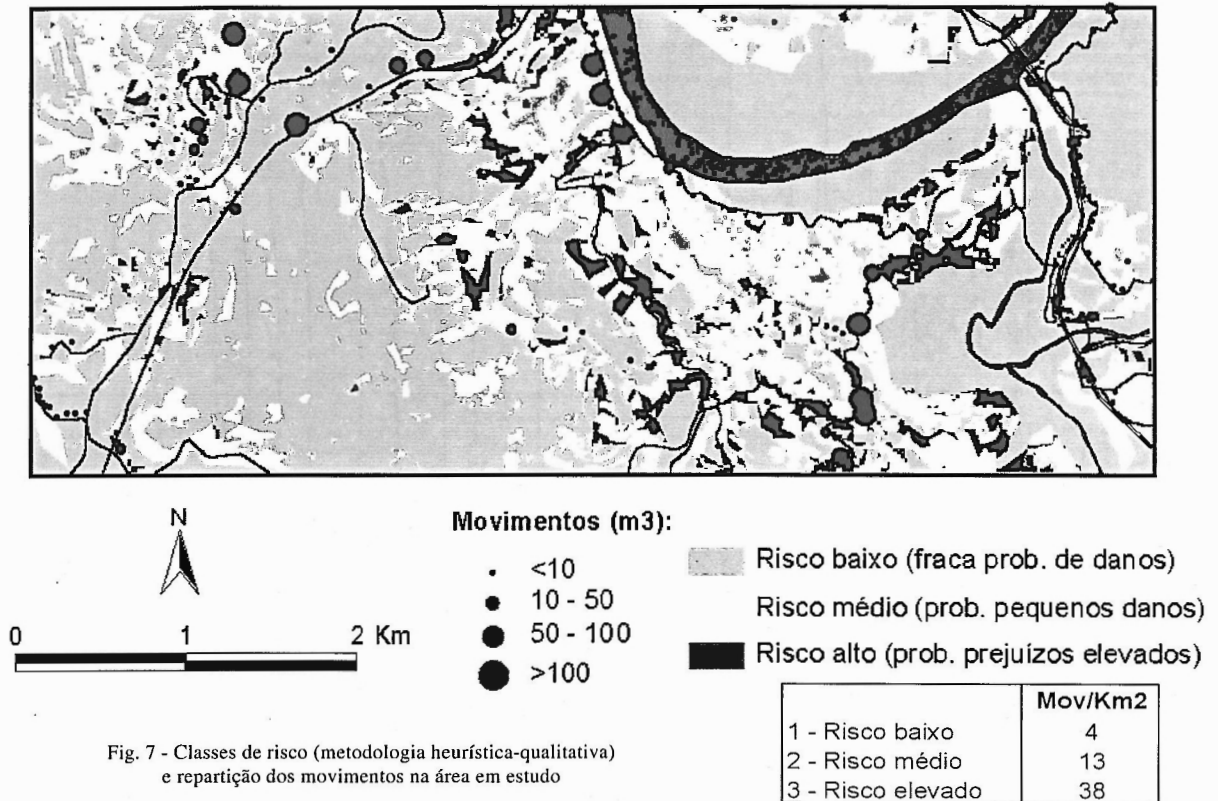 N
0 1 2 Km
Movimentos (m3):
<10
10 - 50
50 - 100
>100
Risco baixo (fraca prob. de danos)
Risco médio (prob. pequenos danos)
Risco alto (prob. prejuízos elevados)
Mov/Km2
1 - Risco baixo 4
2 - Risco médio 13
3 - Risco elevado 38
Fig. 7 - Classes de risco (metodologia heurística-qualitativa)
e repartição dos movimentos na área em estudo